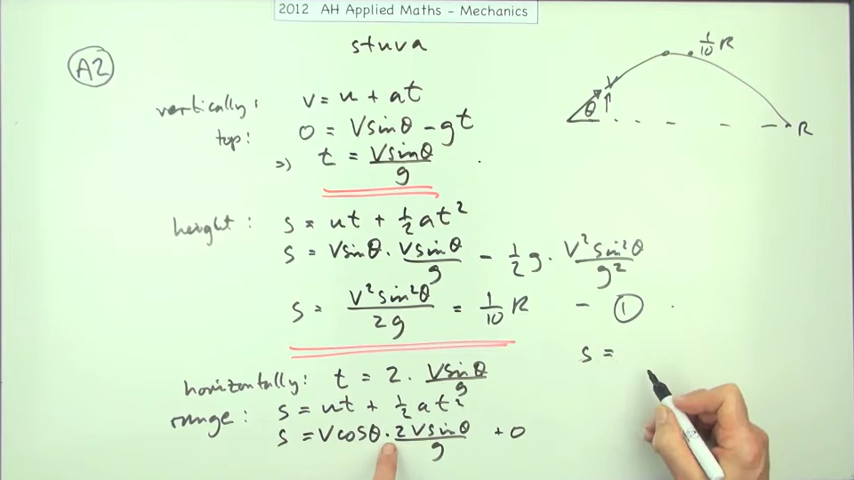 2012 AH Applied Maths - Mechanics
A2
stuva
vertically: v = u + at
top: 0 = Vsinθ - gt
⇒) t = Vsinθ/g .
height: s = ut + ½at²
s = Vsinθ . Vsinθ/g - ½g . V²sin²θ/g²
s = V²sin²θ/2g = 1/10 R - ①
s =
horizontally: t = 2 . Vsinθ/g
range: s = ut + ½at²
s = Vcosθ . 2Vsinθ/g + 0
1/10 R
V
θ
R